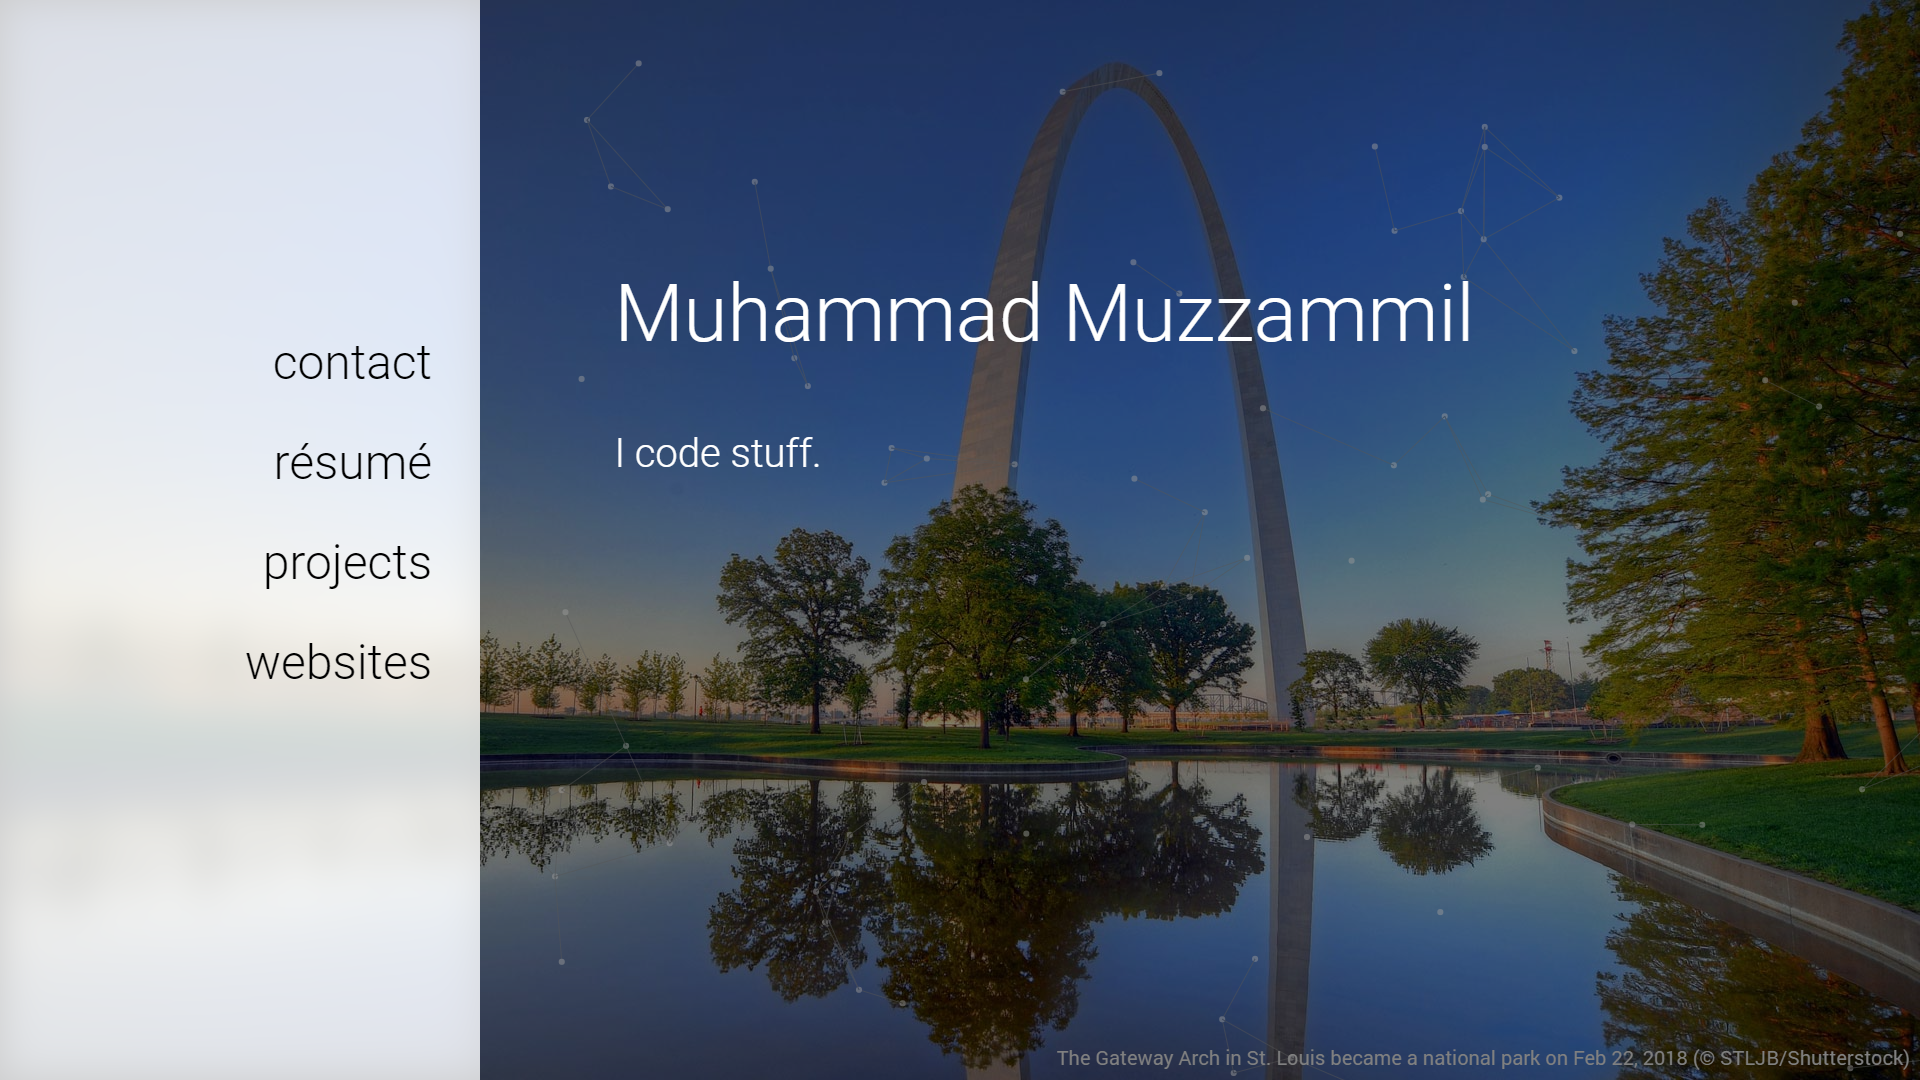 contact
résumé
projects
websites
Muhammad Muzzammil
I code stuff.
The Gateway Arch in St. Louis became a national park on Feb 22, 2018 (© STLJB/Shutterstock)